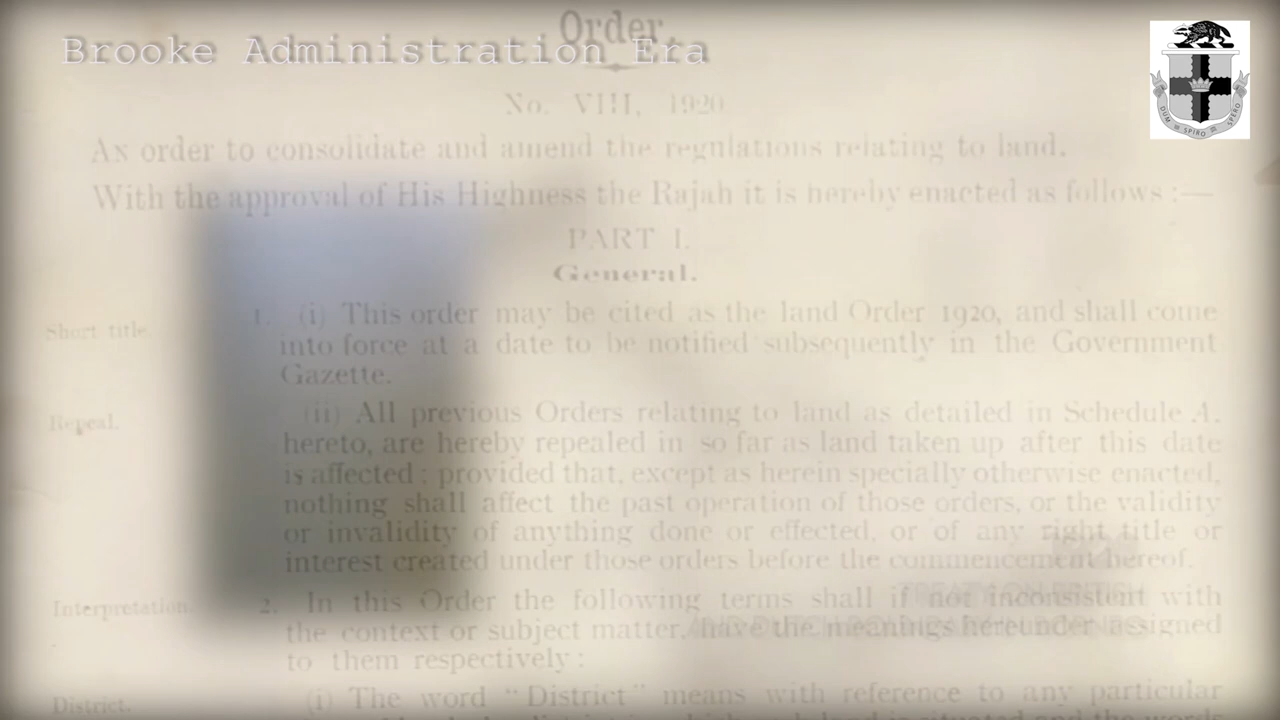 Brooke Administration Era
Order.
No. VIII, 1920
An order to consolidate and amend the regulations relating to land.
With the approval of His Highness the Rajah it is hereby enacted as follows :—
PART I.
General.
Short title.
1. (i) This order may be cited as the land Order 1920, and shall come
into force at a date to be notified subsequently in the Government
Gazette.
Repeal.
(ii) All previous Orders relating to land as detailed in Schedule A.
hereto, are hereby repealed in so far as land taken up after this date
is affected : provided that, except as herein specially otherwise enacted,
nothing shall affect the past operation of those orders, or the validity
or invalidity of anything done or effected, or of any right title or
interest created under those orders before the commencement hereof.
Interpretation.
2. In this Order the following terms shall if not inconsistent with
the context or subject matter, have the meanings hereunder assigned
to them respectively :
District.
(i) The word "District" means with reference to any particular
DUM SPIRO SPERO
TREATY ON BRITISH